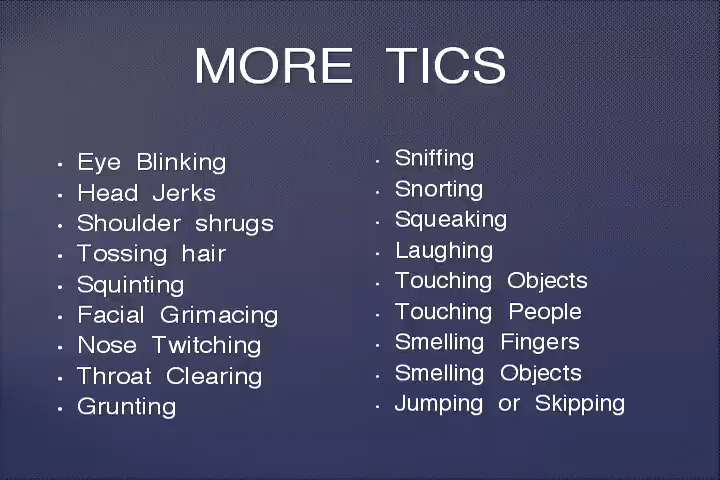 MORE TICS
Eye Blinking
Head Jerks
Shoulder shrugs
Tossing hair
Squinting
Facial Grimacing
Nose Twitching
Throat Clearing
Grunting
Sniffing
Snorting
Squeaking
Laughing
Touching Objects
Touching People
Smelling Fingers
Smelling Objects
Jumping or Skipping